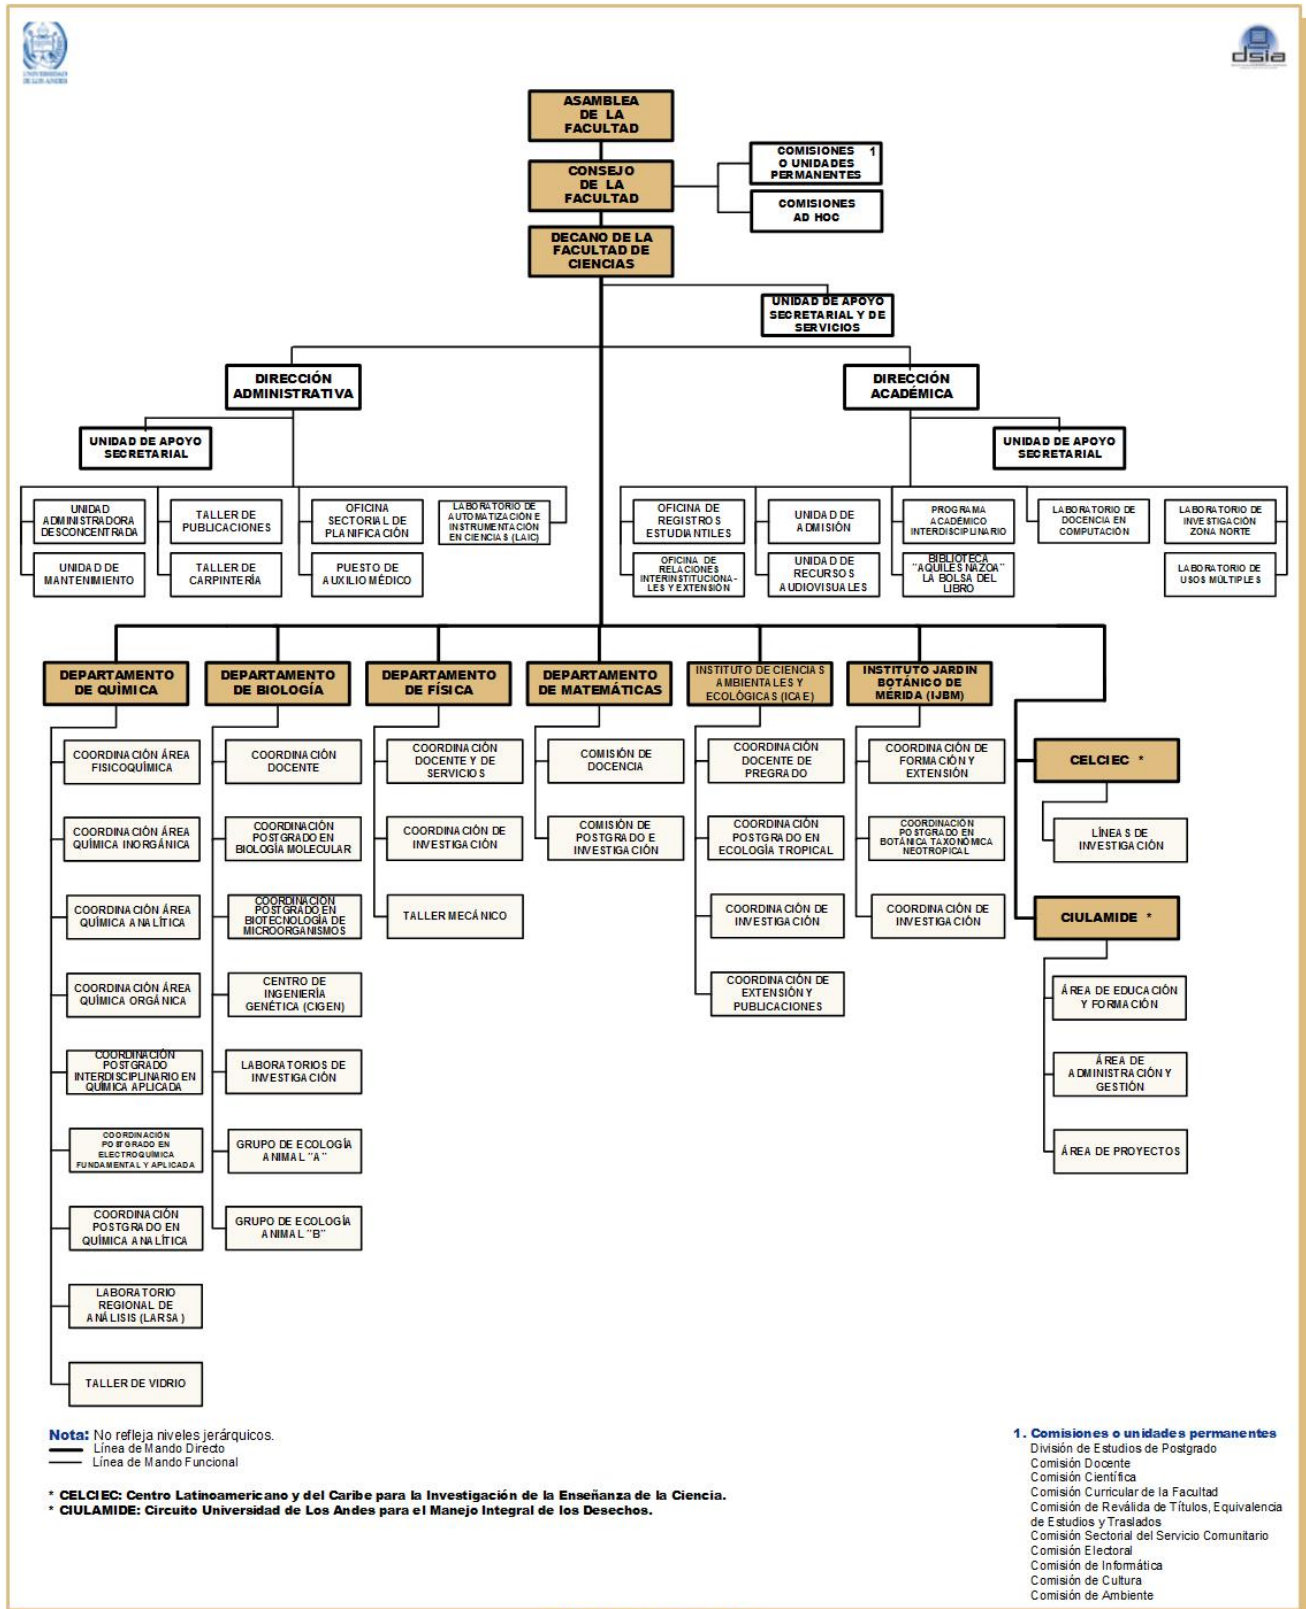 UNIVERSIDAD
DE LOS ANDES
dsia
ASAMBLEA
DE LA
FACULTAD
CONSEJO
DE LA
FACULTAD
COMISIONES 1
O UNIDADES
PERMANENTES
COMISIONES
AD HOC
DECANO DE LA
FACULTAD DE
CIENCIAS
UNIDAD DE APOYO
SECRETARIAL Y DE
SERVICIOS
DIRECCIÓN
ADMINISTRATIVA
DIRECCIÓN
ACADÉMICA
UNIDAD DE APOYO
SECRETARIAL
UNIDAD DE APOYO
SECRETARIAL
UNIDAD
ADMINISTRADORA
DESCONCENTRADA
TALLER DE
PUBLICACIONES
OFICINA
SECTORIAL DE
PLANIFICACIÓN
LABORATORIO DE
AUTOMATIZACIÓN E
INSTRUMENTACIÓN
EN CIENCIAS (LAIC)
UNIDAD DE
MANTENIMIENTO
TALLER DE
CARPINTERÍA
PUESTO DE
AUXILIO MÉDICO
OFICINA DE
REGISTROS
ESTUDIANTILES
UNIDAD DE
ADMISIÓN
PROGRAMA
ACADÉMICO
INTERDISCIPLINARIO
LABORATORIO DE
DOCENCIA EN
COMPUTACIÓN
LABORATORIO DE
INVESTIGACIÓN
ZONA NORTE
OFICINA DE
RELACIONES
INTERINSTITUCIONA-
LES Y EXTENSIÓN
UNIDAD DE
RECURSOS
AUDIOVISUALES
BIBLIOTECA
"AQUILES NAZOA"
LA BOLSA DEL
LIBRO
LABORATORIO DE
USOS MÚLTIPLES
DEPARTAMENTO
DE QUÌMICA
DEPARTAMENTO
DE BIOLOGÍA
DEPARTAMENTO
DE FÍSICA
DEPARTAMENTO
DE MATEMÁTICAS
INSTITUTO DE CIENCIAS
AMBIENTALES Y
ECOLÓGICAS (ICAE)
INSTITUTO JARDIN
BOTÁNICO DE
MÉRIDA (IJBM)
COORDINACIÓN ÁREA
FISICOQUÍMICA
COORDINACIÓN ÁREA
QUÍMICA INORGÁNICA
COORDINACIÓN ÁREA
QUÍMICA ANALÍTICA
COORDINACIÓN ÁREA
QUÍMICA ORGÁNICA
COORDINACIÓN
POSTGRADO
INTERDISCIPLINARIO EN
QUÍMICA APLICADA
COORDINACIÓN
POSTGRADO EN
ELECTROQUÍMICA
FUNDAMENTAL Y APLICADA
COORDINACIÓN
POSTGRADO EN
QUÍMICA ANALÍTICA
LABORATORIO
REGIONAL DE
ANÁLISIS (LARSA)
TALLER DE VIDRIO
COORDINACIÓN
DOCENTE
COORDINACIÓN
POSTGRADO EN
BIOLOGÍA MOLECULAR
COORDINACIÓN
POSTGRADO EN
BIOTECNOLOGÍA DE
MICROORGANISMOS
CENTRO DE
INGENIERÍA
GENÉTICA (CIGEN)
LABORATORIOS DE
INVESTIGACIÓN
GRUPO DE ECOLOGÍA
ANIMAL "A"
GRUPO DE ECOLOGÍA
ANIMAL "B"
COORDINACIÓN
DOCENTE Y DE
SERVICIOS
COORDINACIÓN DE
INVESTIGACIÓN
TALLER MECÁNICO
COMISIÓN DE
DOCENCIA
COMISIÓN DE
POSTGRADO E
INVESTIGACIÓN
COORDINACIÓN
DOCENTE DE
PREGRADO
COORDINACIÓN
POSTGRADO EN
ECOLOGÍA TROPICAL
COORDINACIÓN DE
INVESTIGACIÓN
COORDINACIÓN DE
EXTENSIÓN Y
PUBLICACIONES
COORDINACIÓN DE
FORMACIÓN Y
EXTENSIÓN
COORDINACIÓN
POSTGRADO EN
BOTÁNICA TAXONÓMICA
NEOTROPICAL
COORDINACIÓN DE
INVESTIGACIÓN
CELCIEC *
LÍNEAS DE
INVESTIGACIÓN
CIULAMIDE *
ÁREA DE EDUCACIÓN
Y FORMACIÓN
ÁREA DE
ADMINISTRACIÓN Y
GESTIÓN
ÁREA DE PROYECTOS
Nota: No refleja niveles jerárquicos.
Línea de Mando Directo
Línea de Mando Funcional
* CELCIEC: Centro Latinoamericano y del Caribe para la Investigación de la Enseñanza de la Ciencia.
* CIULAMIDE: Circuito Universidad de Los Andes para el Manejo Integral de los Desechos.
1. Comisiones o unidades permanentes
División de Estudios de Postgrado
Comisión Docente
Comisión Científica
Comisión Curricular de la Facultad
Comisión de Reválida de Títulos, Equivalencia
de Estudios y Traslados
Comisión Sectorial del Servicio Comunitario
Comisión Electoral
Comisión de Informática
Comisión de Cultura
Comisión de Ambiente